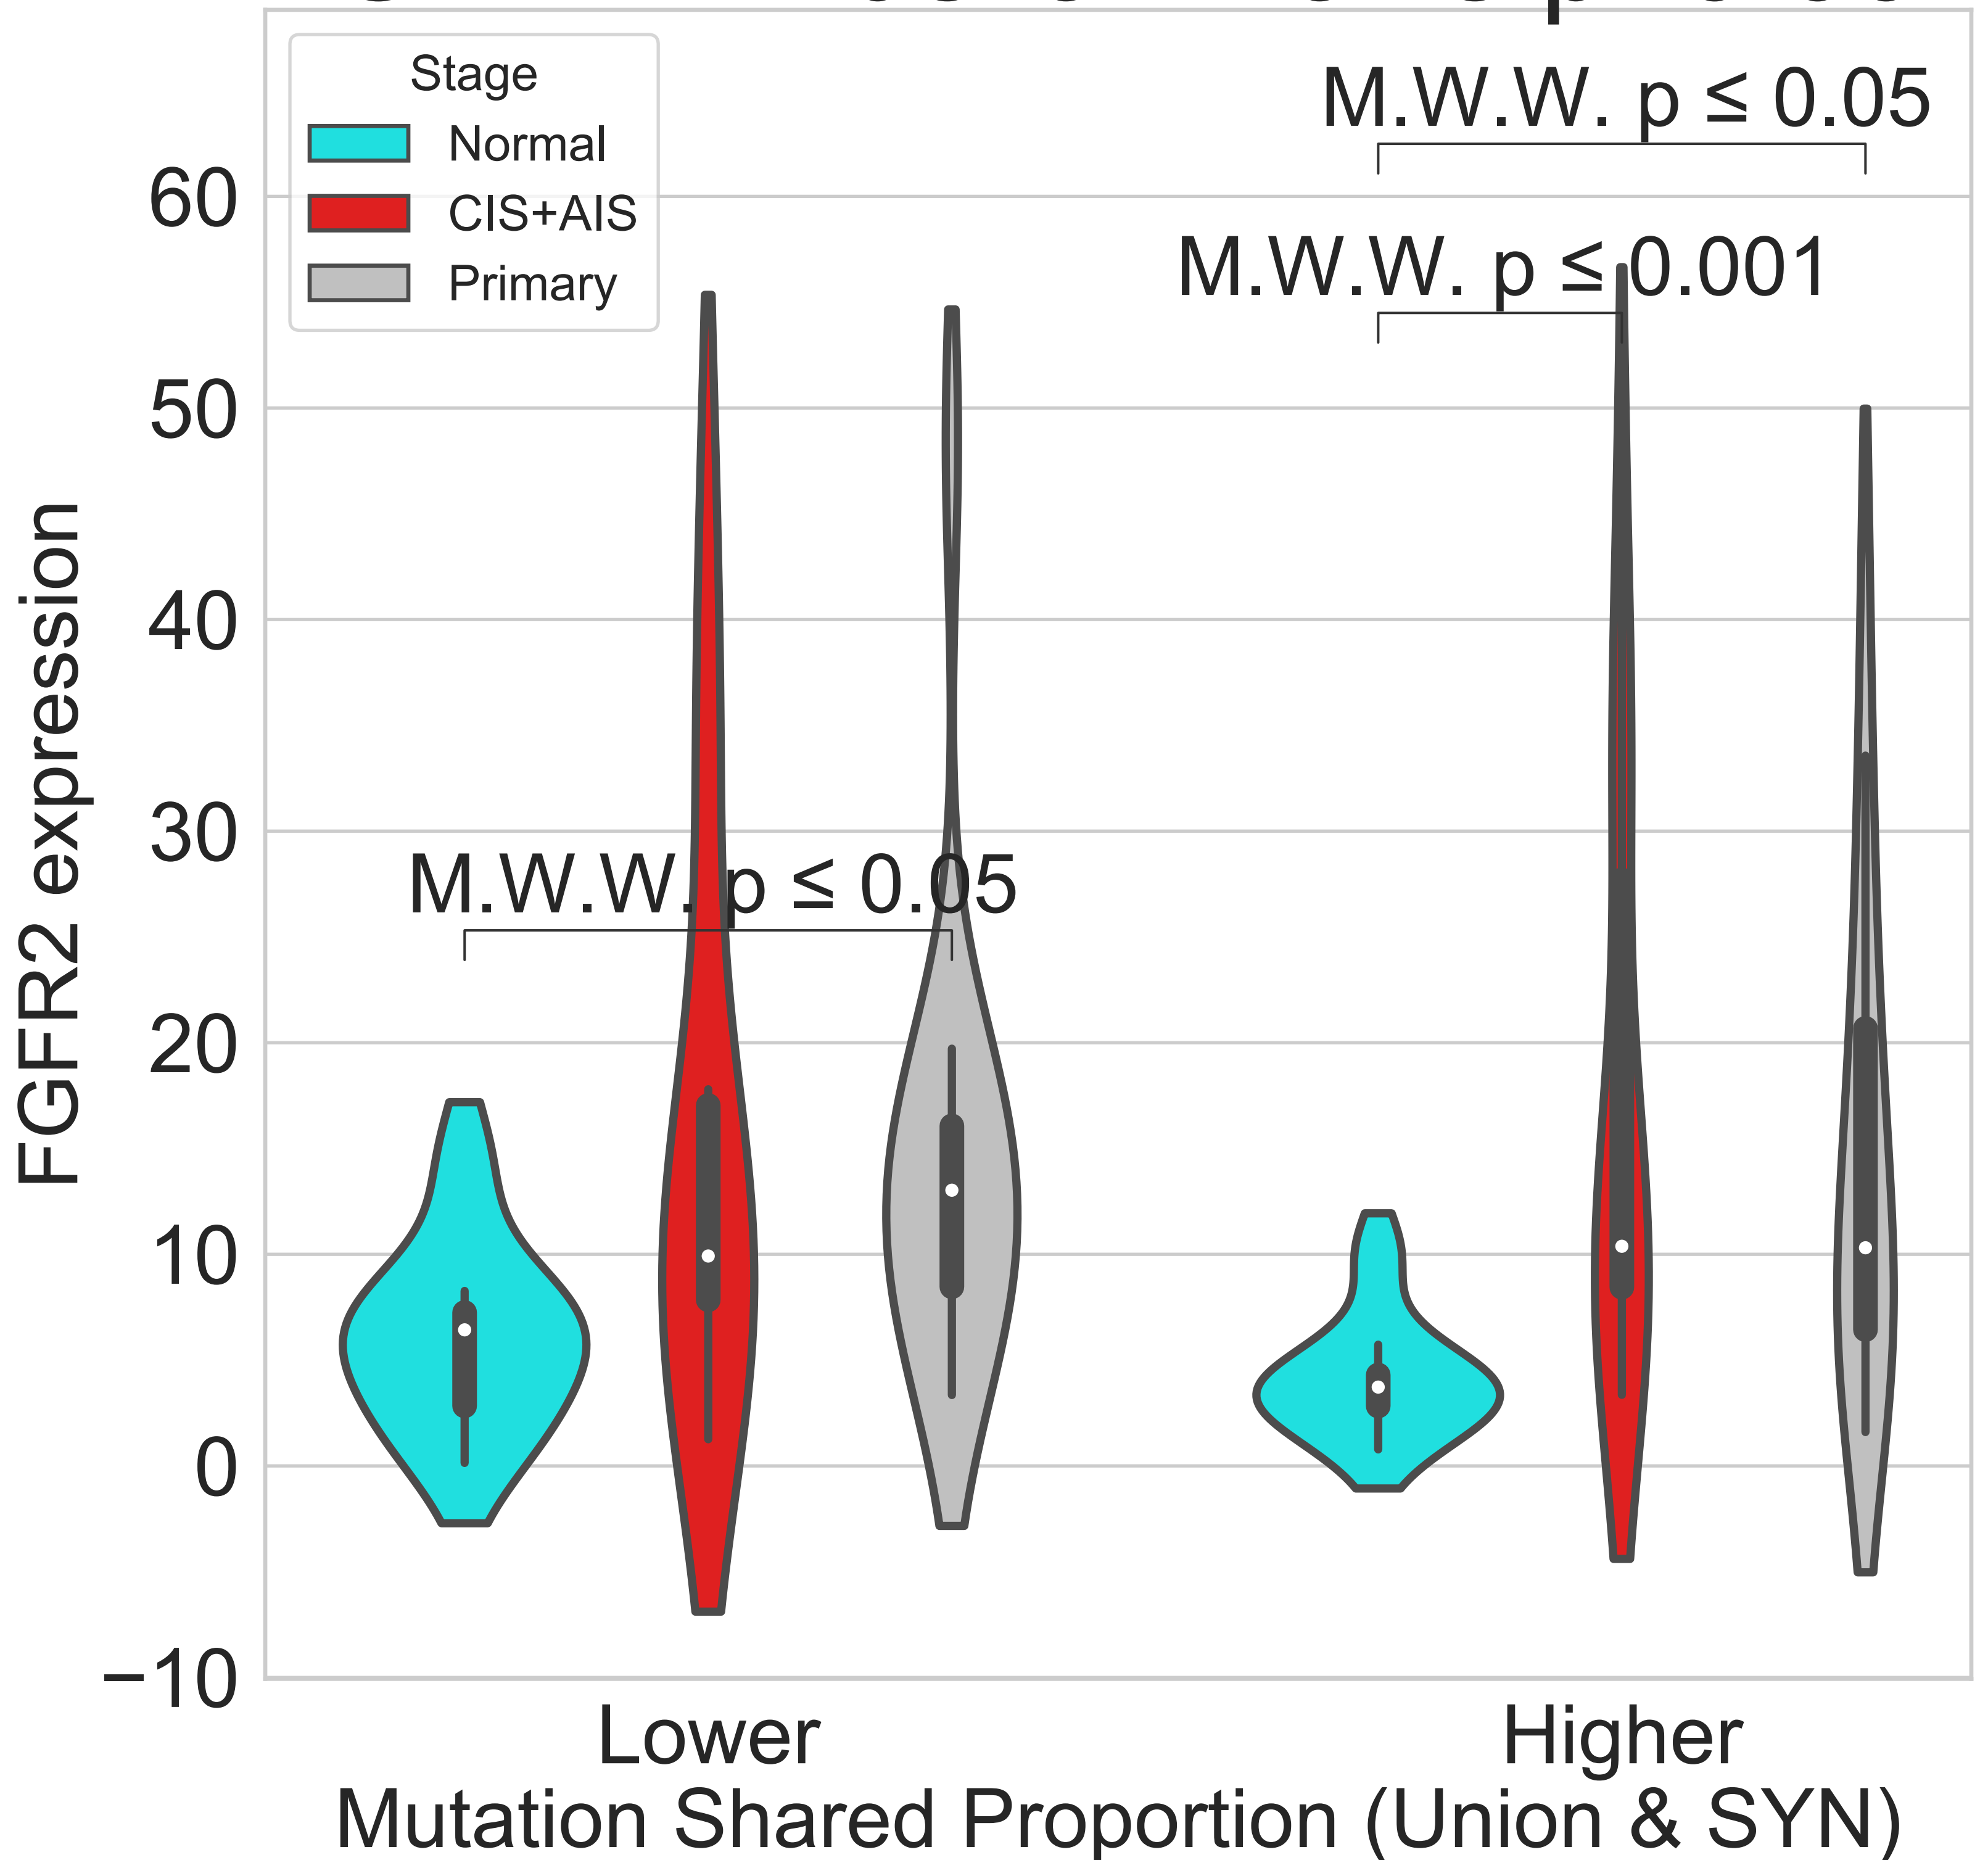 Stage
Normal
CIS+AIS
Primary
M.W.W. p ≤ 0.05
M.W.W. p ≤ 0.001
M.W.W. p ≤ 0.05
60
50
40
30
20
10
0
−10
FGFR2 expression
Lower
Higher
Mutation Shared Proportion (Union & SYN)